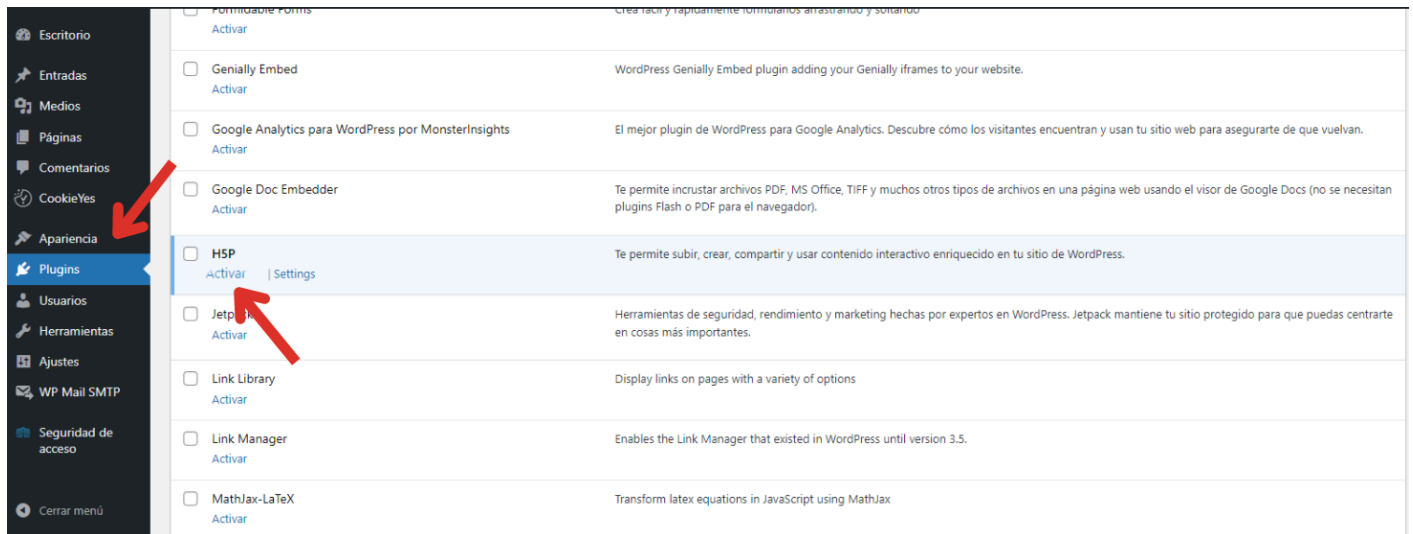 Escritorio
Entradas
Medios
Páginas
Comentarios
CookieYes
Apariencia
Plugins
Usuarios
Herramientas
Ajustes
WP Mail SMTP
Seguridad de
acceso
Cerrar menú
Formidable Forms
Crea fácil y rápidamente formularios arrastrando y soltando
Activar
Genially Embed
WordPress Genially Embed plugin adding your Genially iframes to your website.
Activar
Google Analytics para WordPress por MonsterInsights
El mejor plugin de WordPress para Google Analytics. Descubre cómo los visitantes encuentran y usan tu sitio web para asegurarte de que vuelvan.
Activar
Google Doc Embedder
Te permite incrustar archivos PDF, MS Office, TIFF y muchos otros tipos de archivos en una página web usando el visor de Google Docs (no se necesitan
plugins Flash o PDF para el navegador).
Activar
H5P
Te permite subir, crear, compartir y usar contenido interactivo enriquecido en tu sitio de WordPress.
Activar | Settings
Herramientas de seguridad, rendimiento y marketing hechas por expertos en WordPress. Jetpack mantiene tu sitio protegido para que puedas centrarte
en cosas más importantes.
Activar
Link Library
Display links on pages with a variety of options
Activar
Link Manager
Enables the Link Manager that existed in WordPress until version 3.5.
Activar
MathJax-LaTeX
Transform latex equations in JavaScript using MathJax
Activar